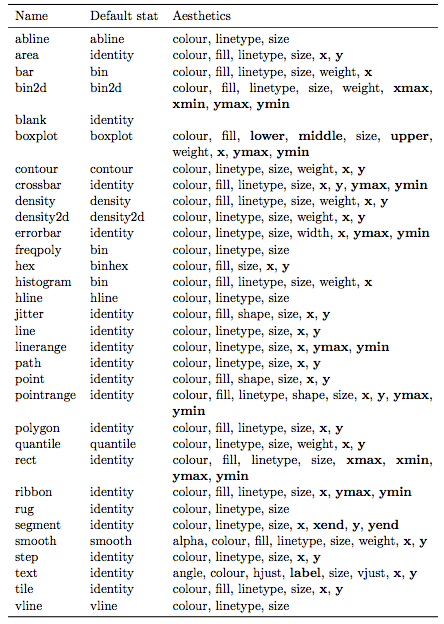 Name Default stat Aesthetics
abline abline colour, linetype, size
area identity colour, fill, linetype, size, x, y
bar bin colour, fill, linetype, size, weight, x
bin2d bin2d colour, fill, linetype, size, weight, xmax,
xmin, ymax, ymin
blank identity
boxplot boxplot colour, fill, lower, middle, size, upper,
weight, x, ymax, ymin
contour contour colour, linetype, size, weight, x, y
crossbar identity colour, fill, linetype, size, x, y, ymax, ymin
density density colour, fill, linetype, size, weight, x, y
density2d density2d colour, linetype, size, weight, x, y
errorbar identity colour, linetype, size, width, x, ymax, ymin
freqpoly bin colour, linetype, size
hex binhex colour, fill, size, x, y
histogram bin colour, fill, linetype, size, weight, x
hline hline colour, linetype, size
jitter identity colour, fill, shape, size, x, y
line identity colour, linetype, size, x, y
linerange identity colour, linetype, size, x, ymax, ymin
path identity colour, linetype, size, x, y
point identity colour, fill, shape, size, x, y
pointrange identity colour, fill, linetype, shape, size, x, y, ymax,
ymin
polygon identity colour, fill, linetype, size, x, y
quantile quantile colour, linetype, size, weight, x, y
rect identity colour, fill, linetype, size, xmax, xmin,
ymax, ymin
ribbon identity colour, fill, linetype, size, x, ymax, ymin
rug identity colour, linetype, size
segment identity colour, linetype, size, x, xend, y, yend
smooth smooth alpha, colour, fill, linetype, size, weight, x, y
step identity colour, linetype, size, x, y
text identity angle, colour, hjust, label, size, vjust, x, y
tile identity colour, fill, linetype, size, x, y
vline vline colour, linetype, size